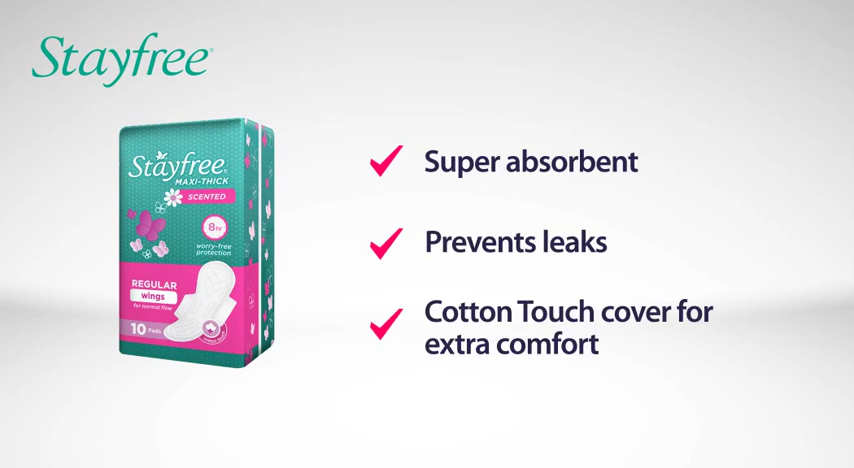 Stayfree®
Stayfree®
MAXI-THICK
SCENTED
8hr
worry-free
protection
REGULAR
wings
for normal flow
10 Pads
Super absorbent
Prevents leaks
Cotton Touch cover for
extra comfort